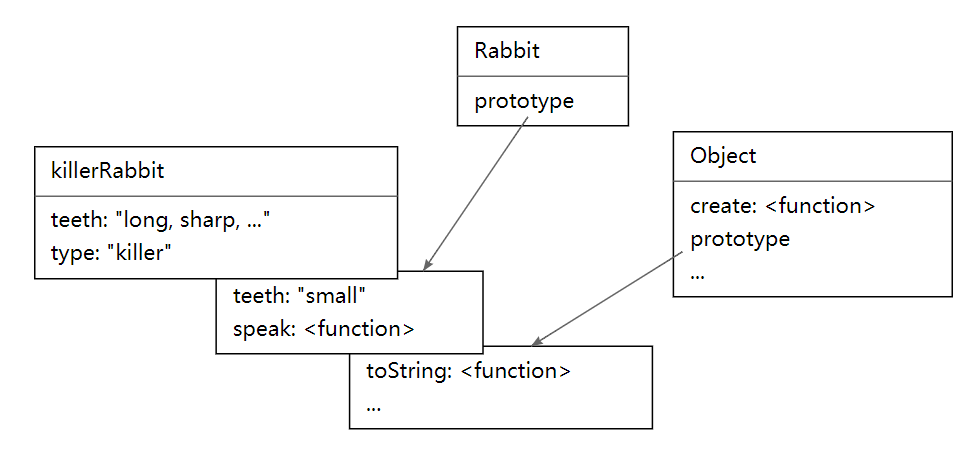 Rabbit
prototype
killerRabbit
teeth: "long, sharp, ..."
type: "killer"
Object
create: <function>
prototype
...
teeth: "small"
speak: <function>
toString: <function>
...